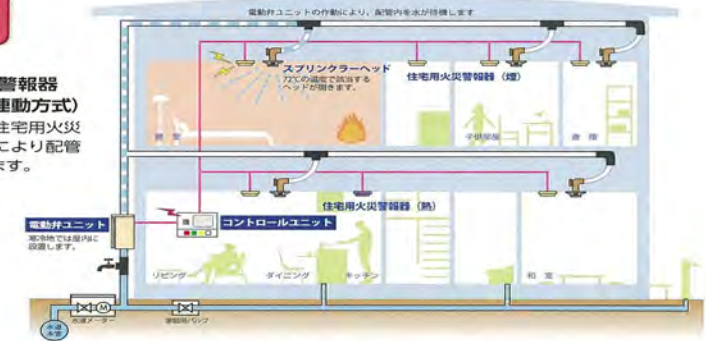 電動弁ユニットの作動により、配管内を水が待機します
警報器
連動方式)
住宅用火災
により配管
ます。
スプリンクラーヘッド
72℃の温度で該当する
ヘッドが開きます。
住宅用火災警報器(煙)
寝室
子供部屋
倉庫
住宅用火災警報器(熱)
電動弁ユニット
寒冷地では屋内に
設置します。
コントロールユニット
リビング
ダイニング
キッチン
和室
水道メーター
M
水道
本管